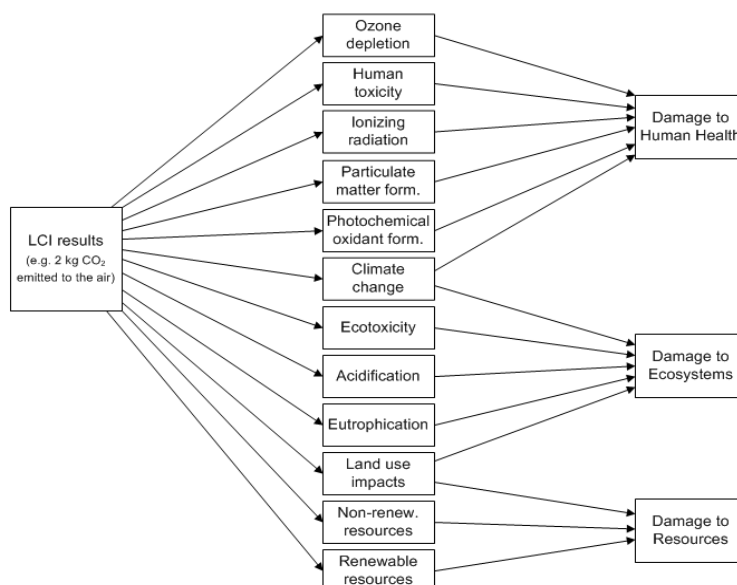 LCI results
(e.g. 2 kg CO₂
emitted to the air)
Ozone
depletion
Human
toxicity
Ionizing
radiation
Particulate
matter form.
Photochemical
oxidant form.
Climate
change
Ecotoxicity
Acidification
Eutrophication
Land use
impacts
Non-renew.
resources
Renewable
resources
Damage to
Human Health
Damage to
Ecosystems
Damage to
Resources